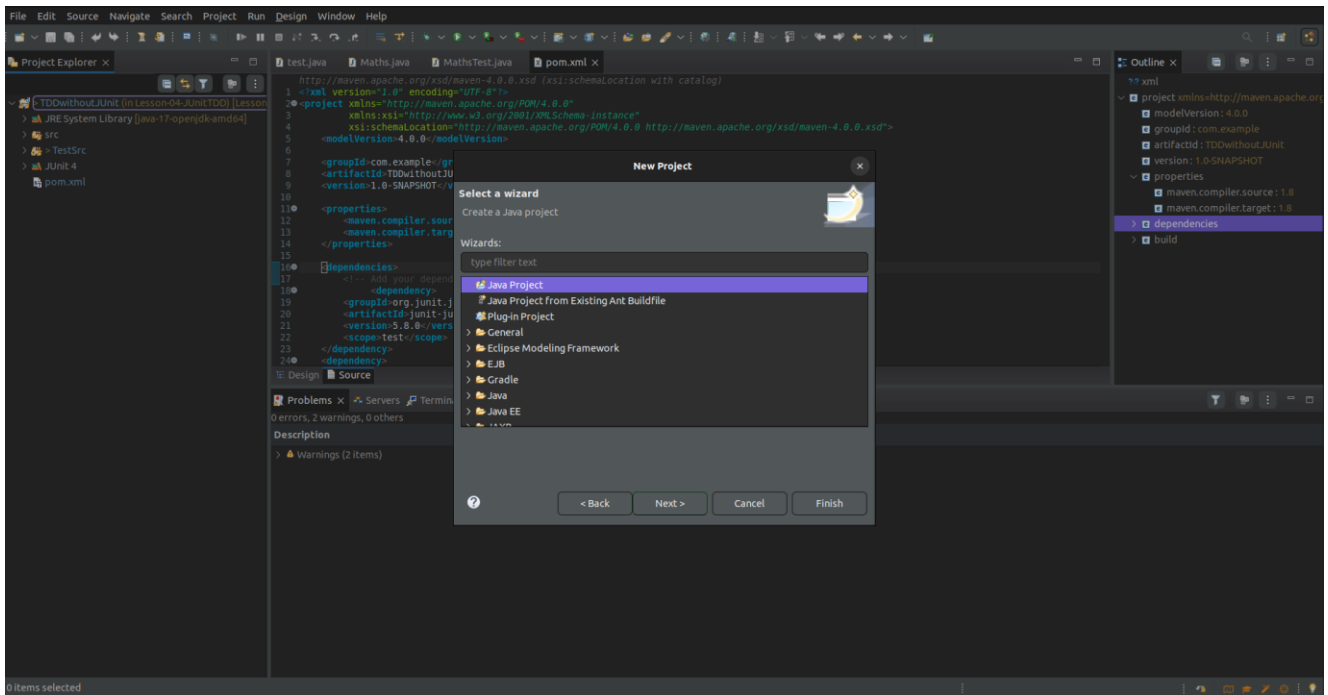 File Edit Source Navigate Search Project Run Design Window Help
Project Explorer ×
TDDwithoutJUnit (in Lesson-04-JUnitTDD) [Lesson
JRE System Library [java-17-openjdk-amd64]
src
> TestSrc
JUnit 4
pom.xml
test.java Maths.java MathsTest.java pom.xml ×
http://maven.apache.org/xsd/maven-4.0.0.xsd (xsi:schemaLocation with catalog)
1 <?xml version="1.0" encoding="UTF-8"?>
2 <project xmlns="http://maven.apache.org/POM/4.0.0"
3 xmlns:xsi="http://www.w3.org/2001/XMLSchema-instance"
4 xsi:schemaLocation="http://maven.apache.org/POM/4.0.0 http://maven.apache.org/xsd/maven-4.0.0.xsd">
5 <modelVersion>4.0.0</modelVersion>
6
7 <groupId>com.example</gr
8 <artifactId>TDDwithoutJU
9 <version>1.0-SNAPSHOT</v
10
11 <properties>
12 <maven.compiler.sour
13 <maven.compiler.targ
14 </properties>
15
16 <dependencies>
17 <!-- Add your depend
18 <dependency>
19 <groupId>org.junit.j
20 <artifactId>junit-ju
21 <version>5.8.0</vers
22 <scope>test</scope>
23 </dependency>
24 <dependency>
Design Source
New Project
Select a wizard
Create a Java project
Wizards:
type filter text
Java Project
Java Project from Existing Ant Buildfile
Plug-in Project
General
Eclipse Modeling Framework
EJB
Gradle
Java
Java EE
JAXB
< Back Next > Cancel Finish
Problems × Servers Termin
0 errors, 2 warnings, 0 others
Description
Warnings (2 items)
Outline ×
xml
project xmlns=http://maven.apache.org
modelVersion : 4.0.0
groupId : com.example
artifactId : TDDwithoutJUnit
version : 1.0-SNAPSHOT
properties
maven.compiler.source : 1.8
maven.compiler.target : 1.8
dependencies
build
0 items selected